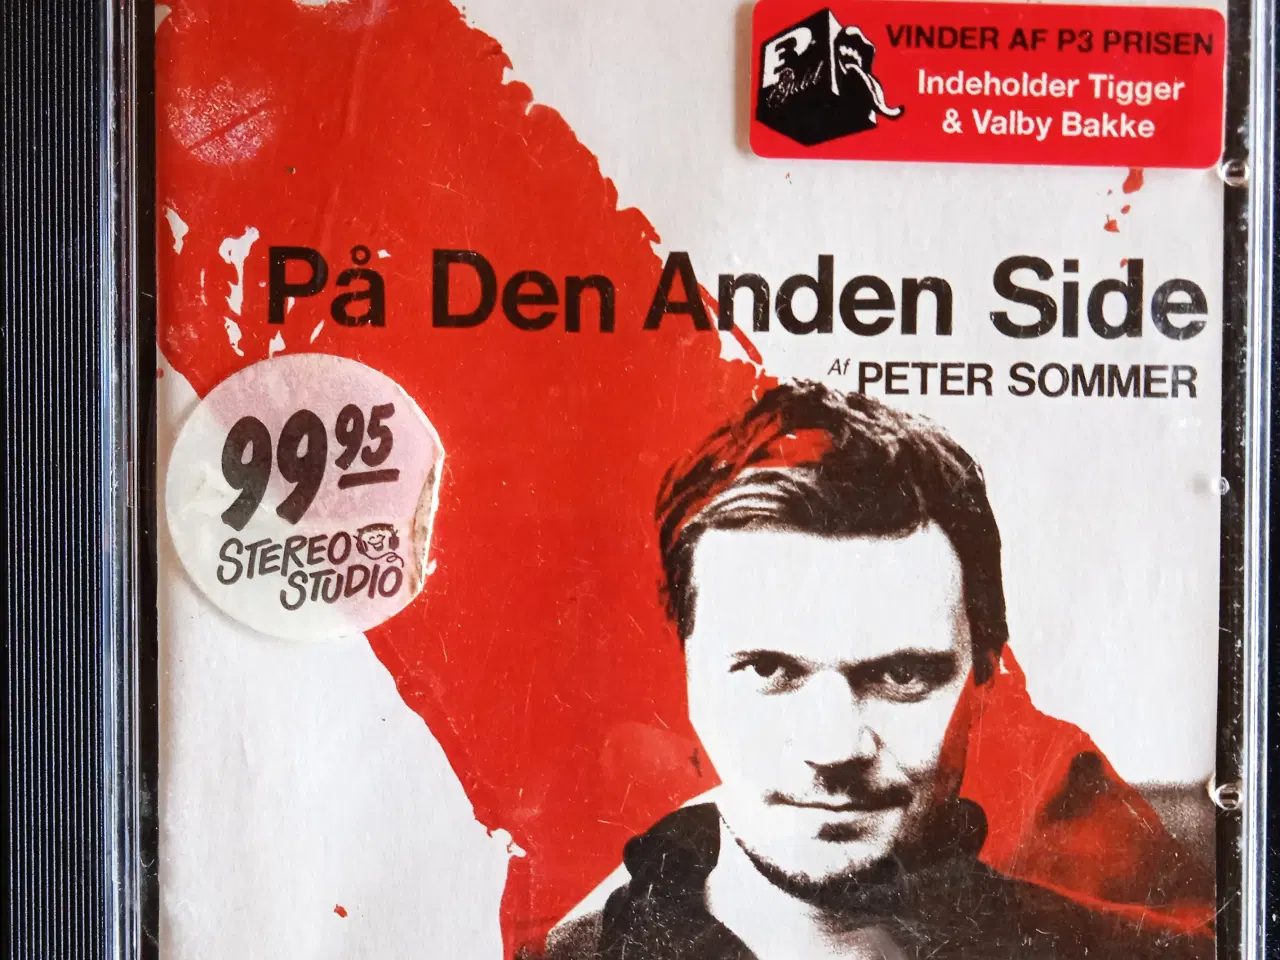 VINDER AF P3 PRISEN
Indeholder Tigger
& Valby Bakke
På Den Anden Side
Af PETER SOMMER
99 95
STEREO
STUDIO